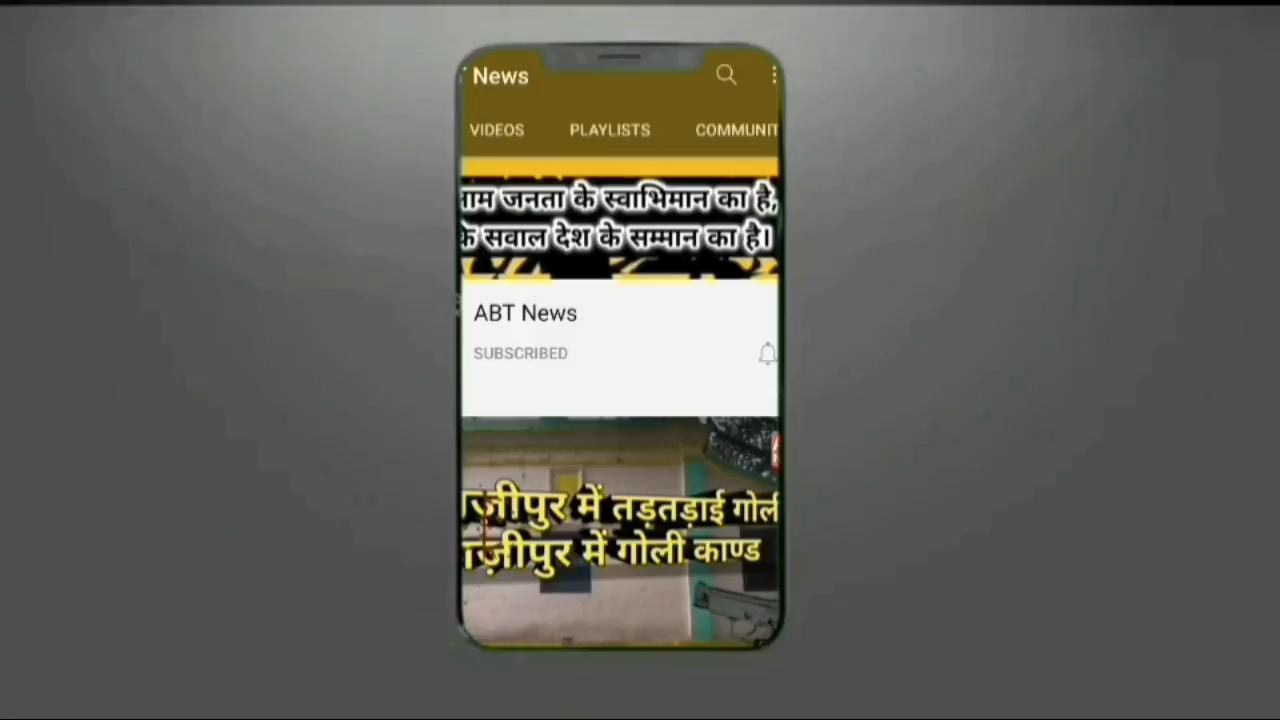 News
VIDEOS PLAYLISTS COMMUNIT
जनता के स्वाभिमान का है,
सवाल देश के सम्मान का है।
ABT News
SUBSCRIBED
ज़ीपुर में तड़तड़ाई गोली
ज़ीपुर में गोली काण्ड